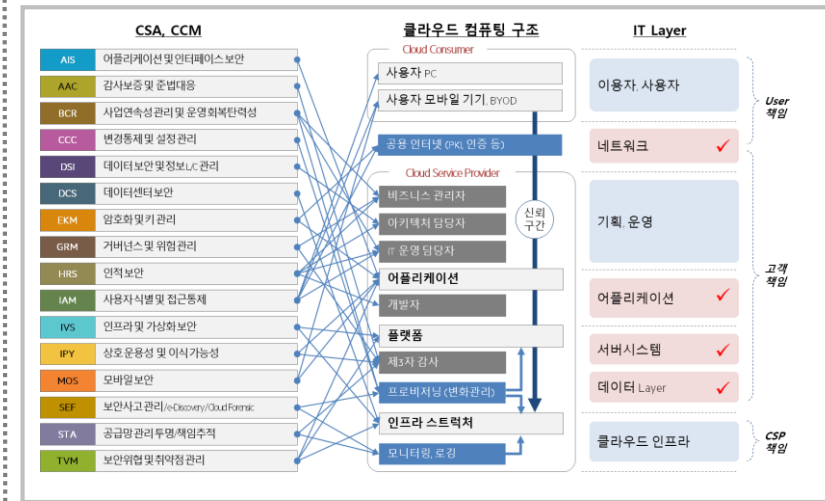 CSA, CCM
AIS 어플리케이션 및 인터페이스 보안
AAC 감사보증 및 준법대응
BCR 사업연속성관리 및 운영회복탄력성
CCC 변경통제 및 설정관리
DSI 데이터 보안 및 정보L/C 관리
DCS 데이터센터 보안
EKM 암호화 및 키 관리
GRM 거버넌스 및 위험관리
HRS 인적 보안
IAM 사용자 식별 및 접근통제
IVS 인프라 및 가상화 보안
IPY 상호 운용성 및 이식가능성
MOS 모바일 보안
SEF 보안사고 관리/e-Discovery/Cloud Forensic
STA 공급망 관리 투명/책임추적
TVM 보안위협 및 취약점 관리
클라우드 컴퓨팅 구조
Cloud Consumer
사용자 PC
사용자 모바일 기기, BYOD
공용 인터넷 (PKI, 인증 등)
Cloud Service Provider
비즈니스 관리자
아키텍처 담당자
IT 운영 담당자
어플리케이션
개발자
플랫폼
제3자 감사
프로비저닝 (변화관리)
인프라 스트럭처
모니터링, 로깅
신뢰
구간
IT Layer
이용자, 사용자
네트워크
기획, 운영
어플리케이션
서버시스템
데이터 Layer
클라우드 인프라
User
책임
고객
책임
CSP
책임